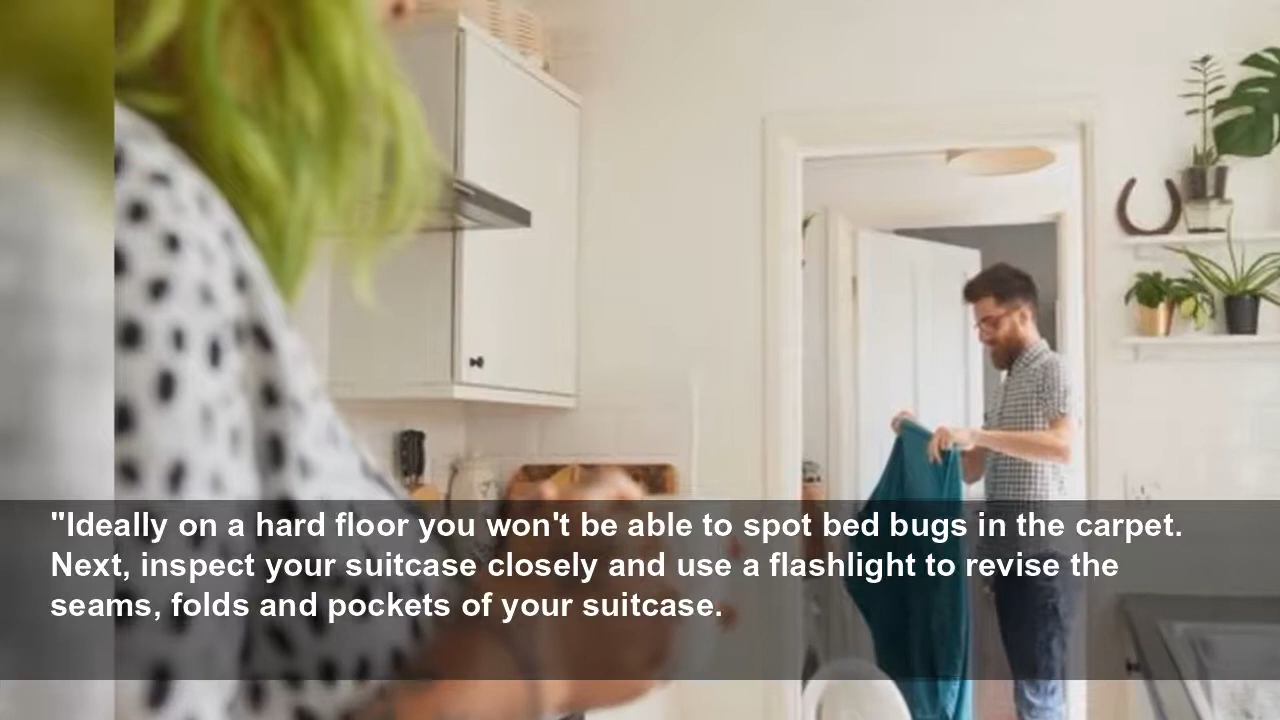 "Ideally on a hard floor you won't be able to spot bed bugs in the carpet.
Next, inspect your suitcase closely and use a flashlight to revise the
seams, folds and pockets of your suitcase.